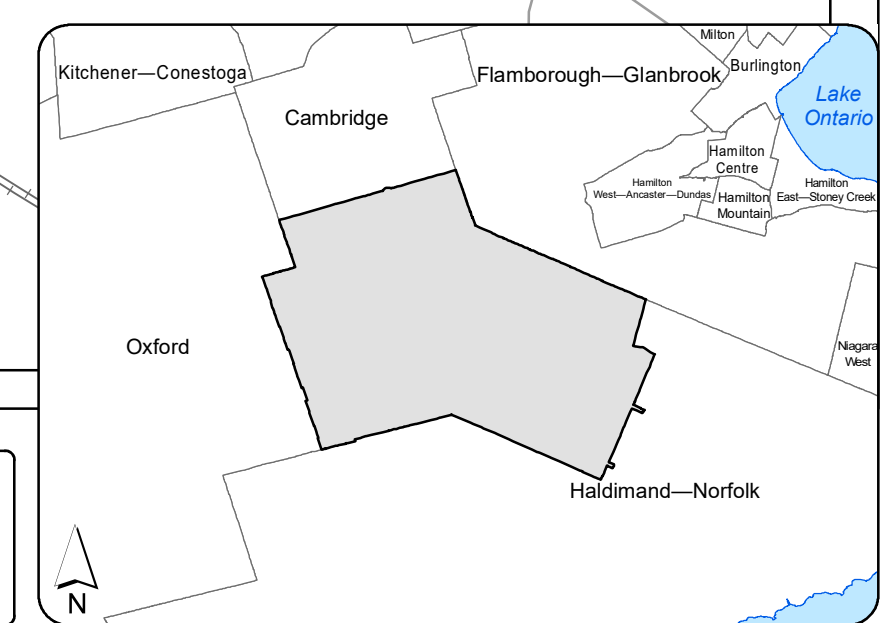 Milton
Kitchener—Conestoga
Flamborough—Glanbrook
Burlington
Lake
Ontario
Cambridge
Hamilton
Centre
Hamilton
West—Ancaster—Dundas
Hamilton
Mountain
Hamilton
East—Stoney Creek
Oxford
Niagara
West
Haldimand—Norfolk
N